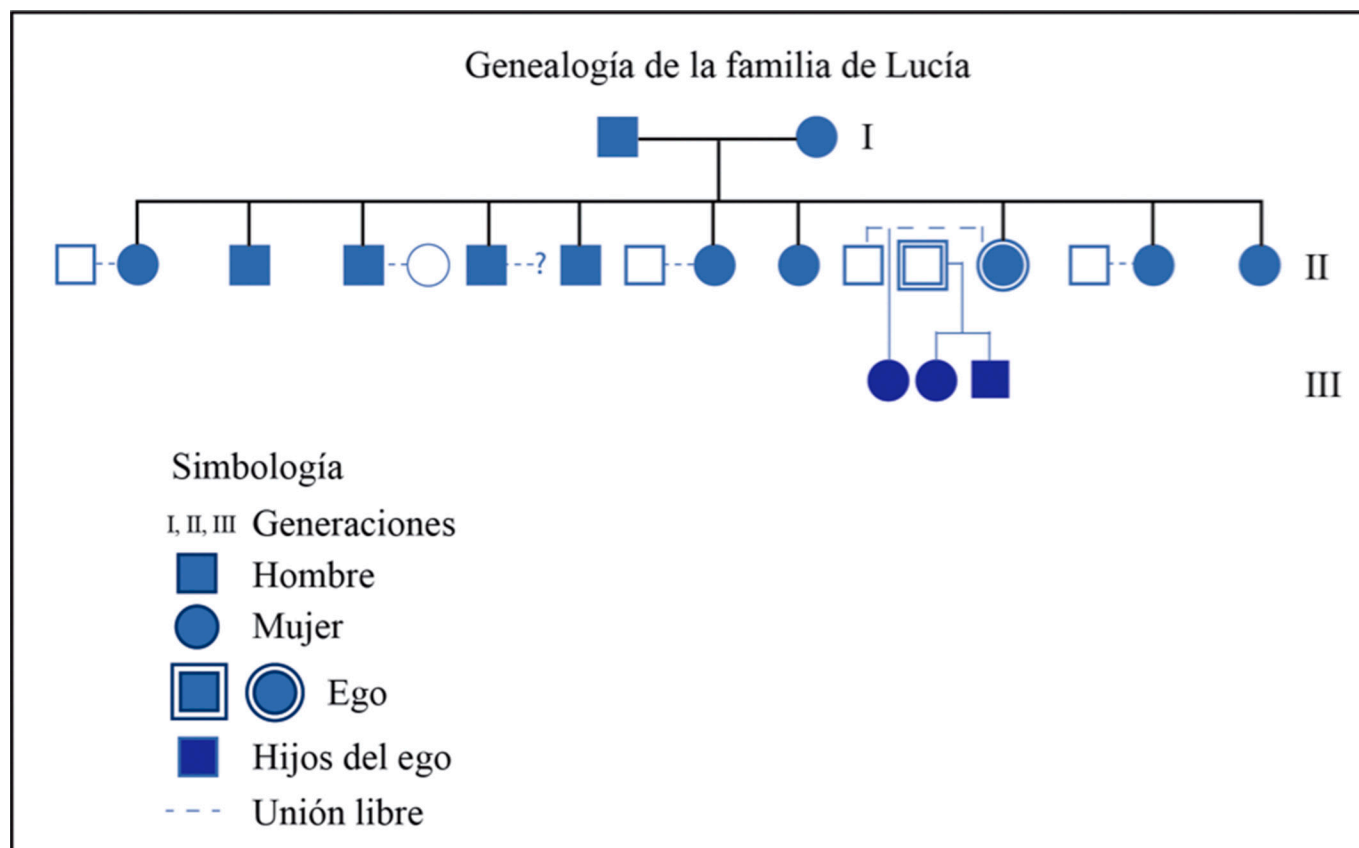 Genealogía de la familia de Lucía
I
?
II
III
Simbología
I, II, III Generaciones
Hombre
Mujer
Ego
Hijos del ego
Unión libre